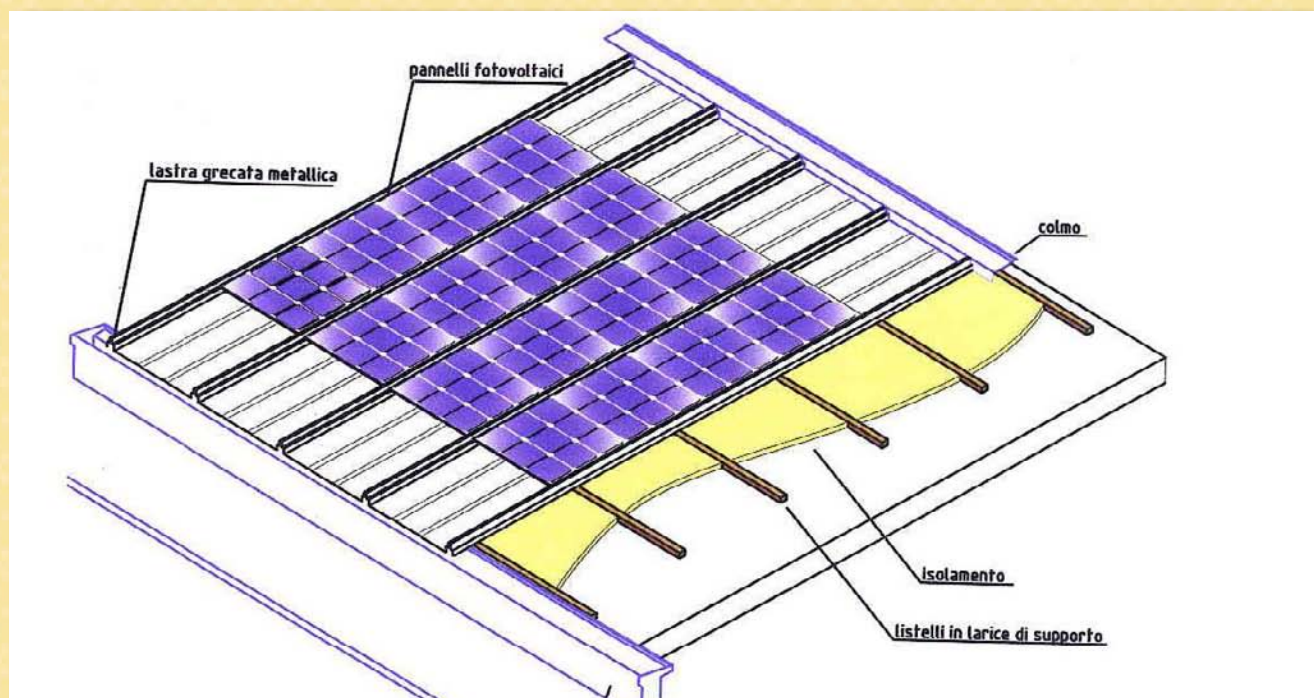 pannelli fotovoltaici
lastra grecata metallica
colmo
isolamento
listelli in larice di supporto